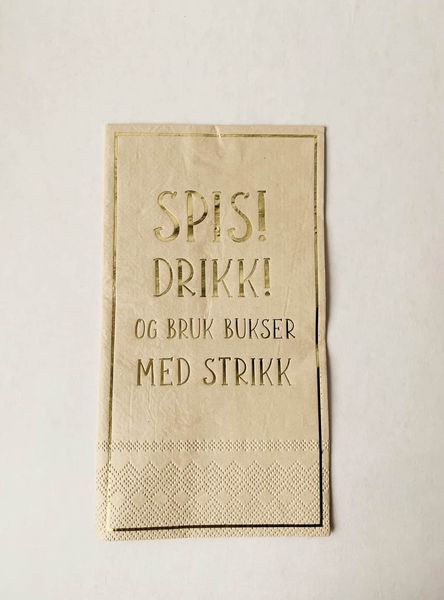 SPIS!
DRIKK!
OG BRUK BUKSER
MED STRIKK